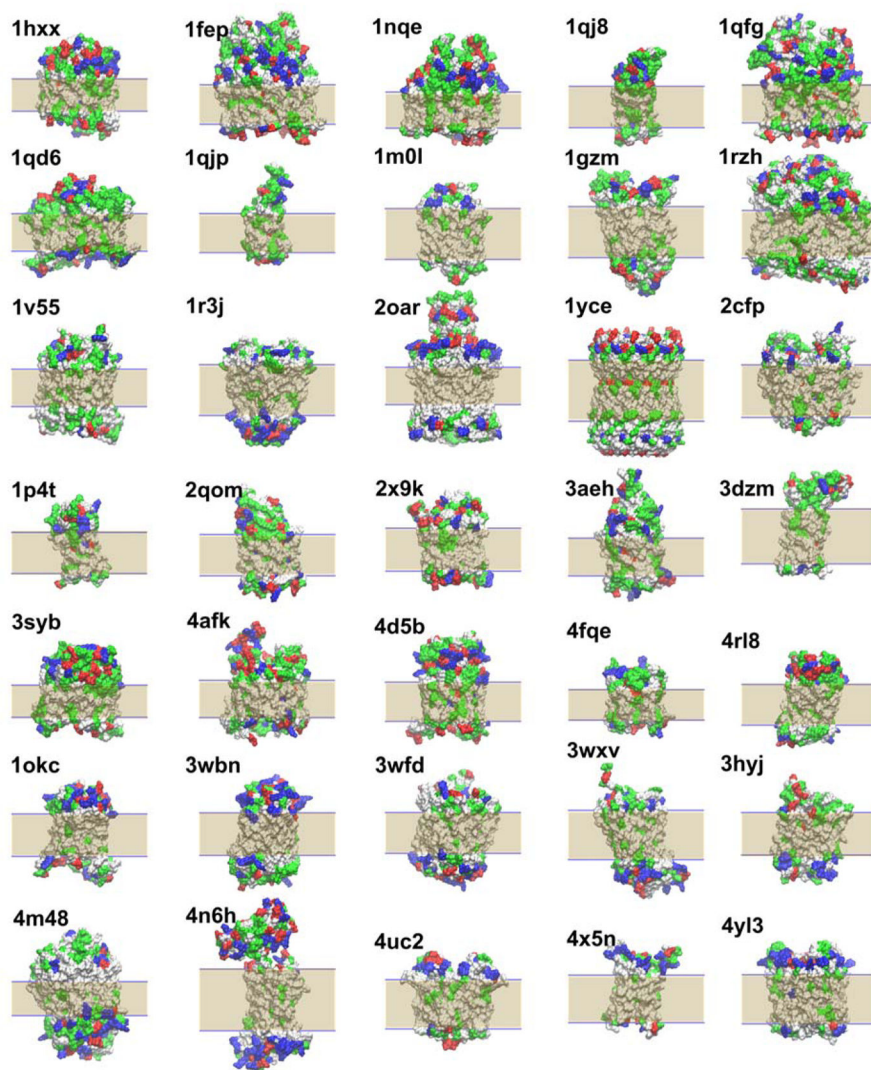 1hxx 1fep 1nqe 1qj8 1qfg
1qd6 1qjp 1m0l 1gzm 1rzh
1v55 1r3j 2oar 1yce 2cfp
1p4t 2qom 2x9k 3aeh 3dzm
3syb 4afk 4d5b 4fqe 4rl8
1okc 3wbn 3wfd 3wxv 3hyj
4m48 4n6h 4uc2 4x5n 4yl3